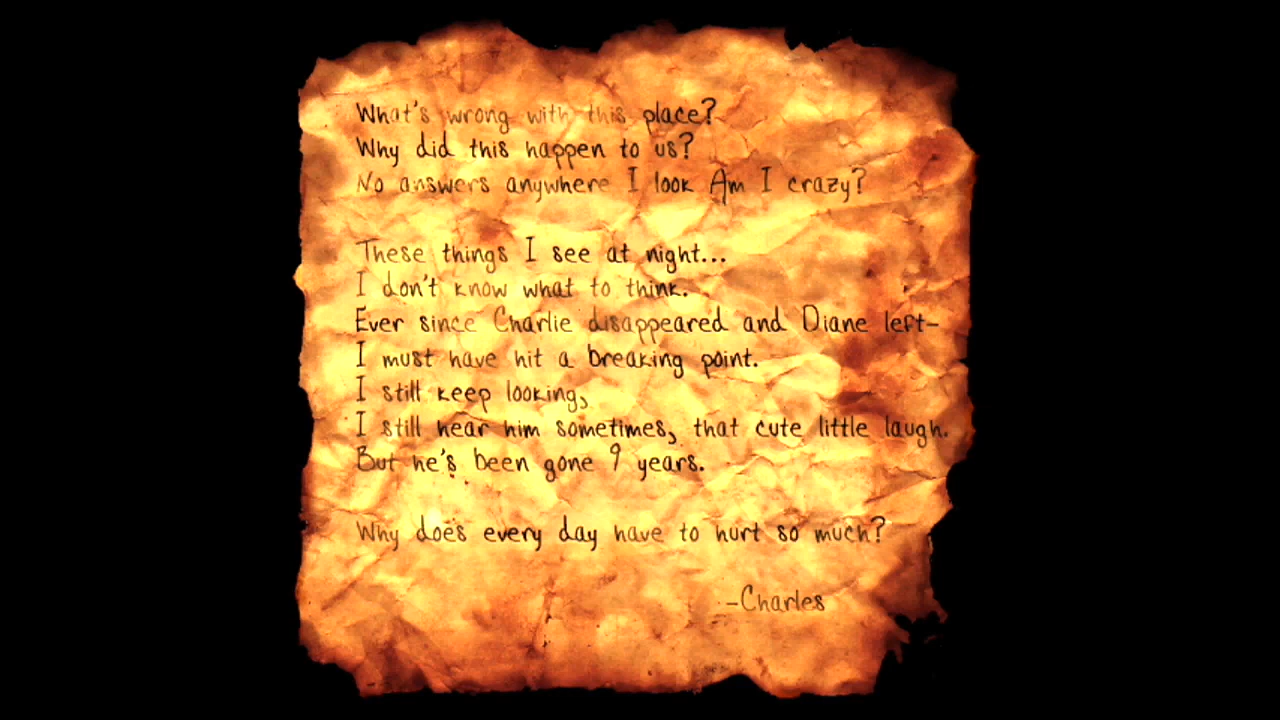 What's wrong with this place?
Why did this happen to us?
No answers anywhere I look Am I crazy?
These things I see at night...
I don't know what to think.
Ever since Charlie disappeared and Diane left-
I must have hit a breaking point.
I still keep looking,
I still hear him sometimes, that cute little laugh.
But he's been gone 9 years.
Why does every day have to hurt so much?
-Charles